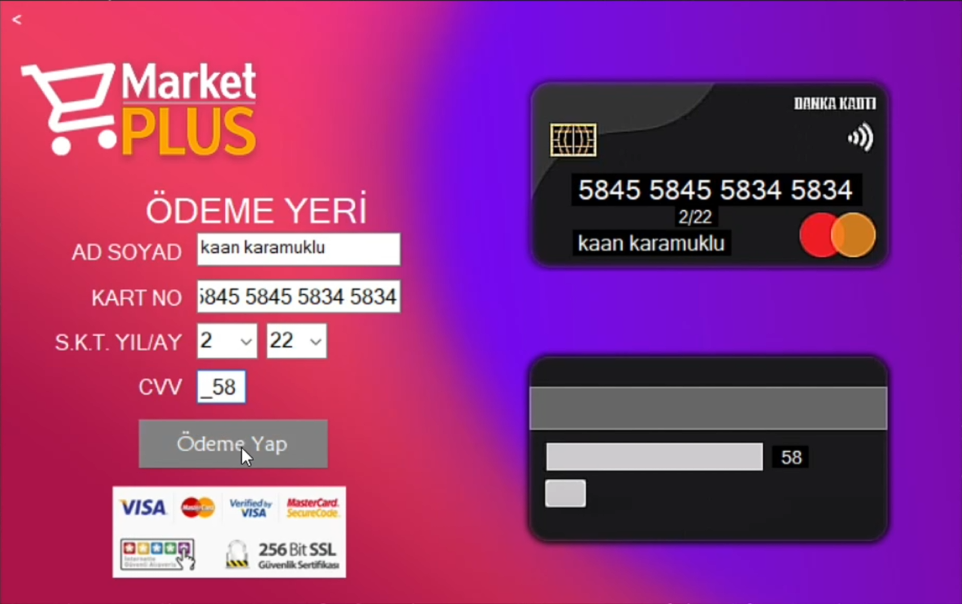 <
Market
PLUS
ÖDEME YERİ
AD SOYAD kaan karamuklu
KART NO 5845 5845 5834 5834
S.K.T. YIL/AY 2 22
CVV _58
Ödeme Yap
VISA MasterCard Verified by VISA MasterCard. SecureCode.
256 Bit SSL
Güvenlik Sertifikası
5845 5845 5834 5834
2/22
kaan karamuklu
58